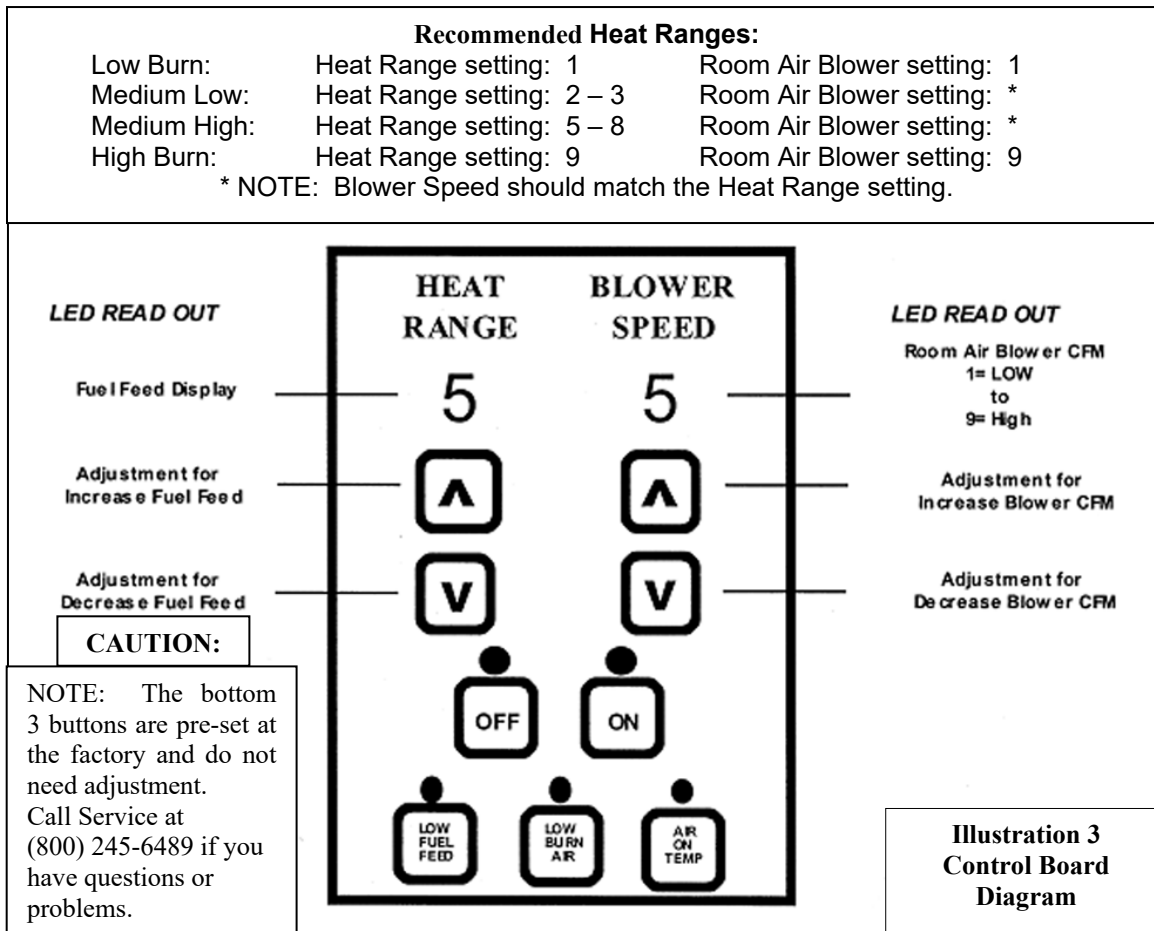 Recommended Heat Ranges:
Low Burn: Heat Range setting: 1 Room Air Blower setting: 1
Medium Low: Heat Range setting: 2 – 3 Room Air Blower setting: *
Medium High: Heat Range setting: 5 – 8 Room Air Blower setting: *
High Burn: Heat Range setting: 9 Room Air Blower setting: 9
* NOTE: Blower Speed should match the Heat Range setting.
LED READ OUT
Fuel Feed Display
Adjustment for
Increase Fuel Feed
Adjustment for
Decrease Fuel Feed
CAUTION:
NOTE: The bottom
3 buttons are pre-set at
the factory and do not
need adjustment.
Call Service at
(800) 245-6489 if you
have questions or
problems.
HEAT
RANGE
BLOWER
SPEED
5
5
ʌ
ʌ
v
v
OFF
ON
LOW
FUEL
FEED
LOW
BURN
AIR
AIR
ON
TEMP
LED READ OUT
Room Air Blower CFM
1= LOW
to
9= High
Adjustment for
Increase Blower CFM
Adjustment for
Decrease Blower CFM
Illustration 3
Control Board
Diagram